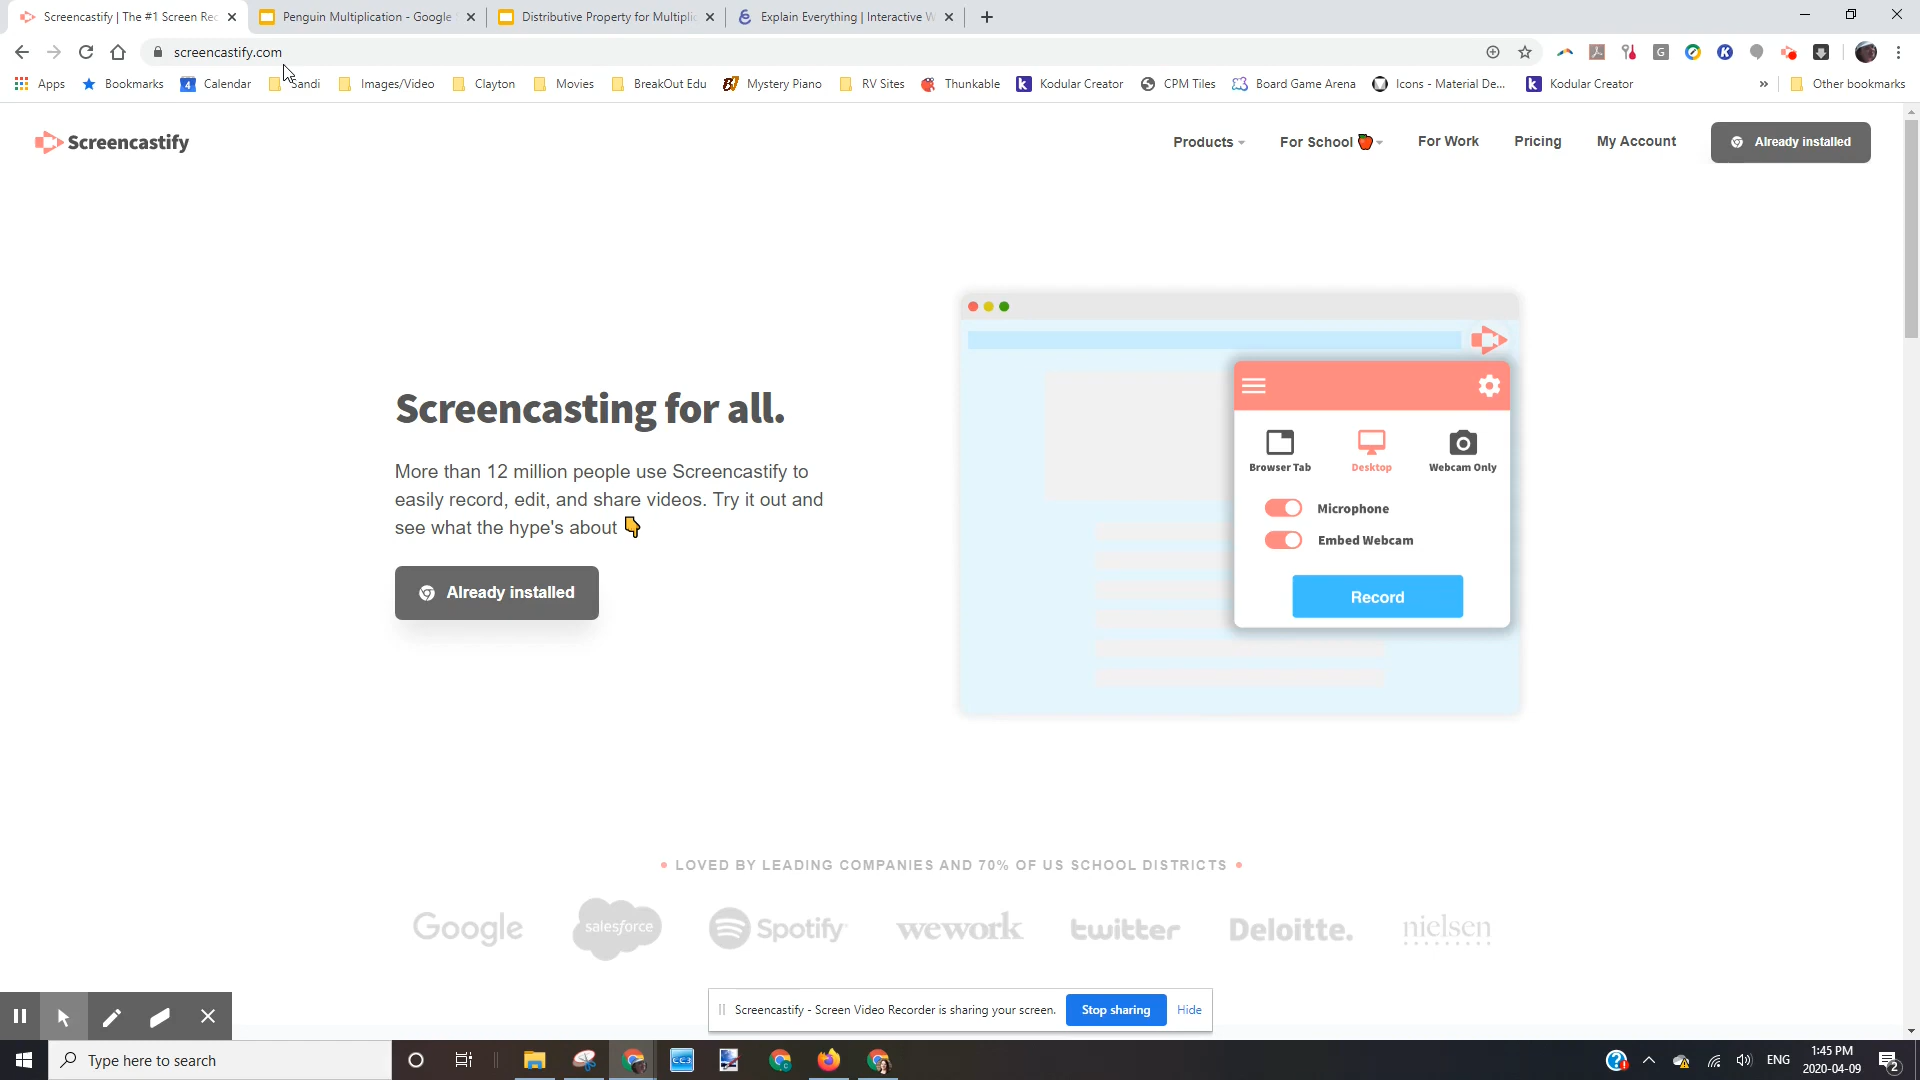 Screencastify | The #1 Screen Rec
Penguin Multiplication - Google
Distributive Property for Multipli
Explain Everything | Interactive W
screencastify.com
Apps
Bookmarks
Calendar
Sandi
Images/Video
Clayton
Movies
BreakOut Edu
Mystery Piano
RV Sites
Thunkable
Kodular Creator
CPM Tiles
Board Game Arena
Icons - Material De...
Kodular Creator
»
Other bookmarks
Screencastify
Products
For School
For Work
Pricing
My Account
Already installed
Screencasting for all.
More than 12 million people use Screencastify to
easily record, edit, and share videos. Try it out and
see what the hype's about
Already installed
Browser Tab
Desktop
Webcam Only
Microphone
Embed Webcam
Record
• LOVED BY LEADING COMPANIES AND 70% OF US SCHOOL DISTRICTS •
Google
salesforce
Spotify
wework
twitter
Deloitte.
nielsen
Screencastify - Screen Video Recorder is sharing your screen.
Stop sharing
Hide
Type here to search
ENG
1:45 PM
2020-04-09
2